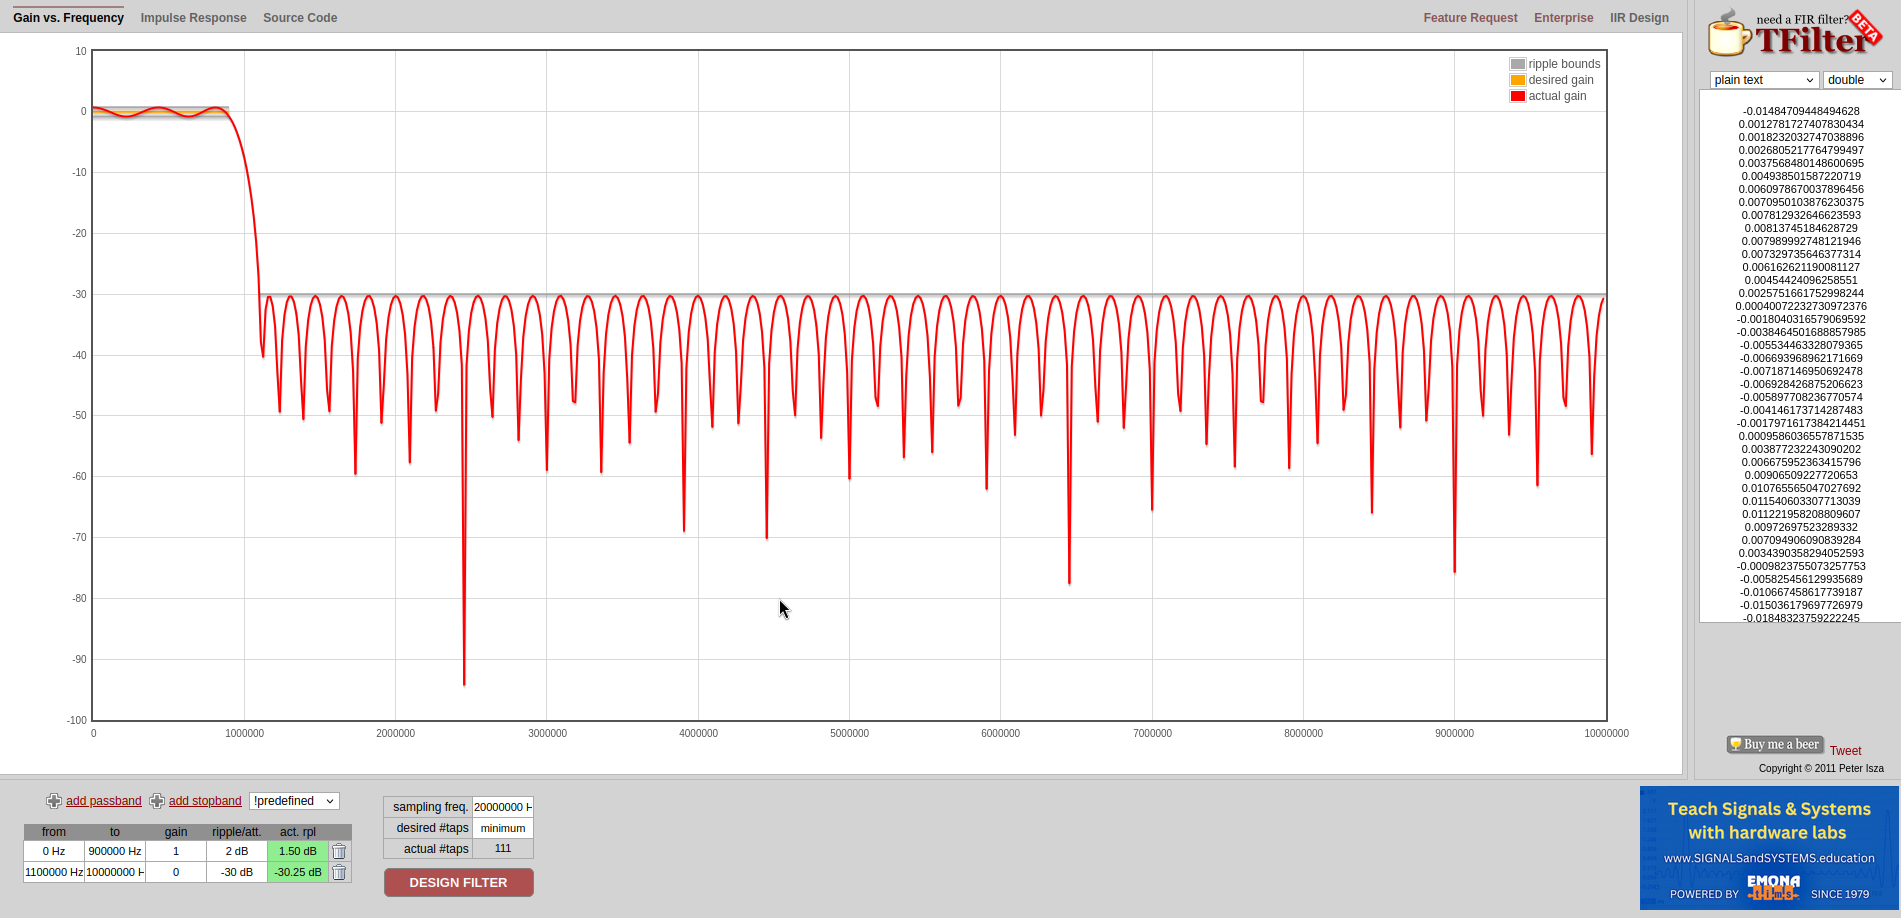 Gain vs. Frequency Impulse Response Source Code Feature Request Enterprise IIR Design
need a FIR filter?
BETA
TFilter
plain text double
10
0
-10
-20
-30
-40
-50
-60
-70
-80
-90
-100
ripple bounds
desired gain
actual gain
0 1000000 2000000 3000000 4000000 5000000 6000000 7000000 8000000 9000000 10000000
-0.01484709448494628
0.0012781727407830434
0.0018232032747038896
0.0026805217764799497
0.0037568480148600695
0.004938501587220719
0.0060978670037896456
0.0070950103876230375
0.007812932646623593
0.00813745184628729
0.007989992748121946
0.007329735646377314
0.006162621190081127
0.00454424096258551
0.0025751661752998244
0.00040072232730972376
-0.0018040316579069592
-0.0038464501688857985
-0.005534463328079365
-0.006693968962171669
-0.007187146950692478
-0.006928426875206623
-0.005897708236770574
-0.004146173714287483
-0.0017971617384214451
0.0009586036557871535
0.003877232243090202
0.006675952363415796
0.00906509227720653
0.010765565047027692
0.011540603307713039
0.011221958208809607
0.00972697523289332
0.007094906090839284
0.0034390358294052593
-0.0009823755073257753
-0.005825456129935689
-0.010667458617739187
-0.015036179697726979
-0.01848323759222245
Buy me a beer Tweet
Copyright © 2011 Peter Isza
add passband add stopband !predefined
from to gain ripple/att. act. rpl
0 Hz 900000 Hz 1 2 dB 1.50 dB
1100000 Hz 10000000 H 0 -30 dB -30.25 dB
sampling freq. 20000000 H
desired #taps minimum
actual #taps 111
DESIGN FILTER
Teach Signals & Systems
with hardware labs
www.SIGNALSandSYSTEMS.education
POWERED BY EMONA tims SINCE 1979